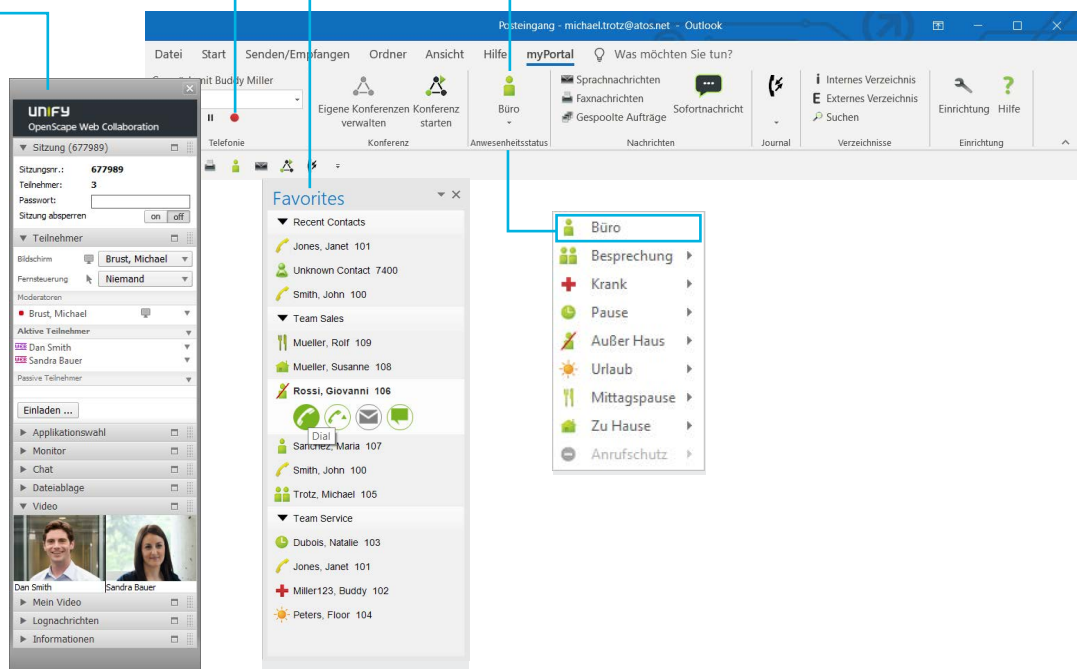 Posteingang - michael.trotz@atos.net - Outlook
Datei Start Senden/Empfangen Ordner Ansicht Hilfe myPortal Was möchten Sie tun?
mit Buddy Miller
Eigene Konferenzen verwalten
Konferenz starten
Büro
Sprachnachrichten
Faxnachrichten
Gespoolte Aufträge
Sofortnachricht
Internes Verzeichnis
E Externes Verzeichnis
Suchen
Einrichtung Hilfe
Telefonie Konferenz Anwesenheitsstatus Nachrichten Journal Verzeichnisse Einrichtung
UNIFY
OpenScape Web Collaboration
Sitzung (677989)
Sitzungsnr.: 677989
Teilnehmer: 3
Passwort:
Sitzung absperren on off
Teilnehmer
Bildschirm Brust, Michael
Fernsteuerung Niemand
Moderatoren
Brust, Michael
Aktive Teilnehmer
Dan Smith
Sandra Bauer
Passive Teilnehmer
Einladen ...
Applikationswahl
Monitor
Chat
Dateiablage
Video
Dan Smith Sandra Bauer
Mein Video
Lognachrichten
Informationen
Favorites
Recent Contacts
Jones, Janet 101
Unknown Contact 7400
Smith, John 100
Team Sales
Mueller, Rolf 109
Mueller, Susanne 108
Rossi, Giovanni 106
Dial
Sanchez, Maria 107
Smith, John 100
Trotz, Michael 105
Team Service
Dubois, Natalie 103
Jones, Janet 101
Miller123, Buddy 102
Peters, Floor 104
Büro
Besprechung
Krank
Pause
Außer Haus
Urlaub
Mittagspause
Zu Hause
Anrufschutz